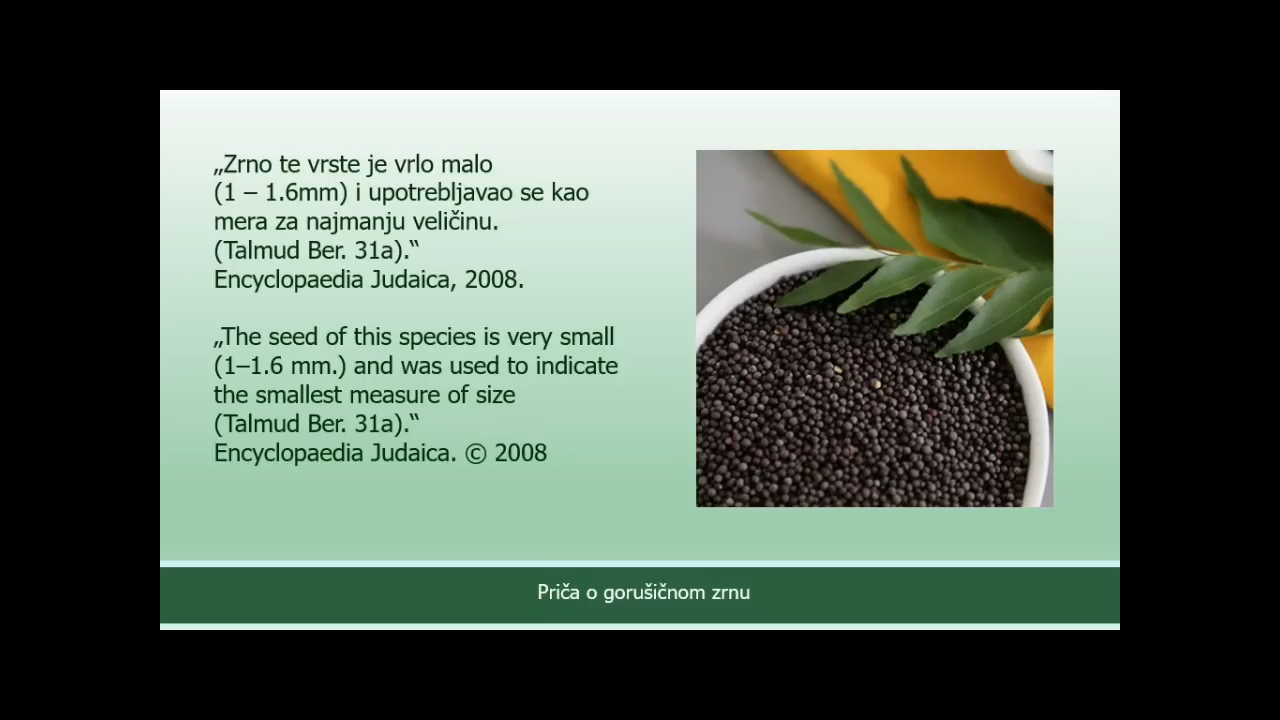 „Zrno te vrste je vrlo malo
(1 – 1.6mm) i upotrebljavao se kao
mera za najmanju veličinu.
(Talmud Ber. 31a).“
Encyclopaedia Judaica, 2008.
„The seed of this species is very small
(1–1.6 mm.) and was used to indicate
the smallest measure of size
(Talmud Ber. 31a).“
Encyclopaedia Judaica. © 2008
Priča o gorušičnom zrnu